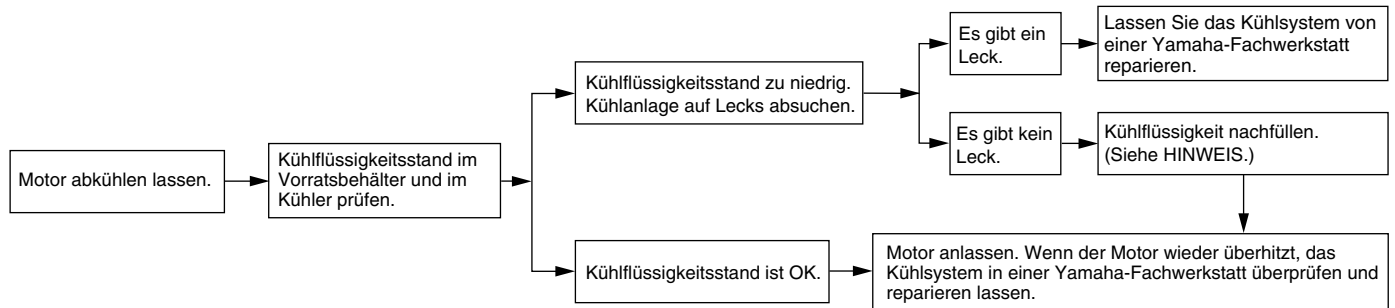 Motor abkühlen lassen.
Kühlflüssigkeitsstand im
Vorratsbehälter und im
Kühler prüfen.
Kühlflüssigkeitsstand zu niedrig.
Kühlanlage auf Lecks absuchen.
Es gibt ein
Leck.
Lassen Sie das Kühlsystem von
einer Yamaha-Fachwerkstatt
reparieren.
Es gibt kein
Leck.
Kühlflüssigkeit nachfüllen.
(Siehe HINWEIS.)
Kühlflüssigkeitsstand ist OK.
Motor anlassen. Wenn der Motor wieder überhitzt, das
Kühlsystem in einer Yamaha-Fachwerkstatt überprüfen und
reparieren lassen.